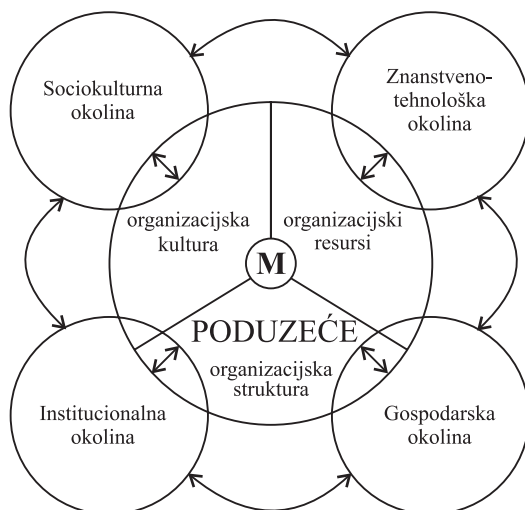 Sociokulturna
okolina
Znanstveno-
tehnološka
okolina
organizacijska
kultura
organizacijski
resursi
M
PODUZEĆE
organizacijska
struktura
Institucionalna
okolina
Gospodarska
okolina